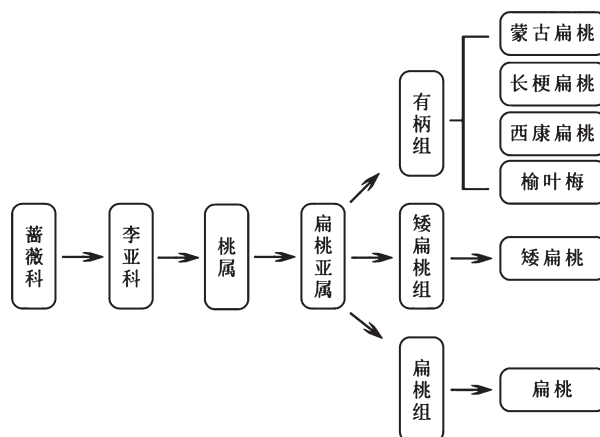 蔷薇科
李亚科
桃属
扁桃亚属
有柄组
蒙古扁桃
长梗扁桃
西康扁桃
榆叶梅
矮扁桃组
矮扁桃
扁桃组
扁桃